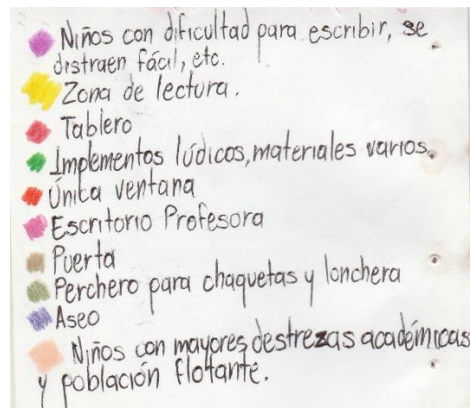 Niños con dificultad para escribir, se
distraen fácil, etc.
Zona de lectura.
Tablero
Implementos lúdicos, materiales varios.
Única ventana
Escritorio Profesora
Puerta
Perchero para chaquetas y lonchera
Aseo
Niños con mayores destrezas académicas
y población flotante.